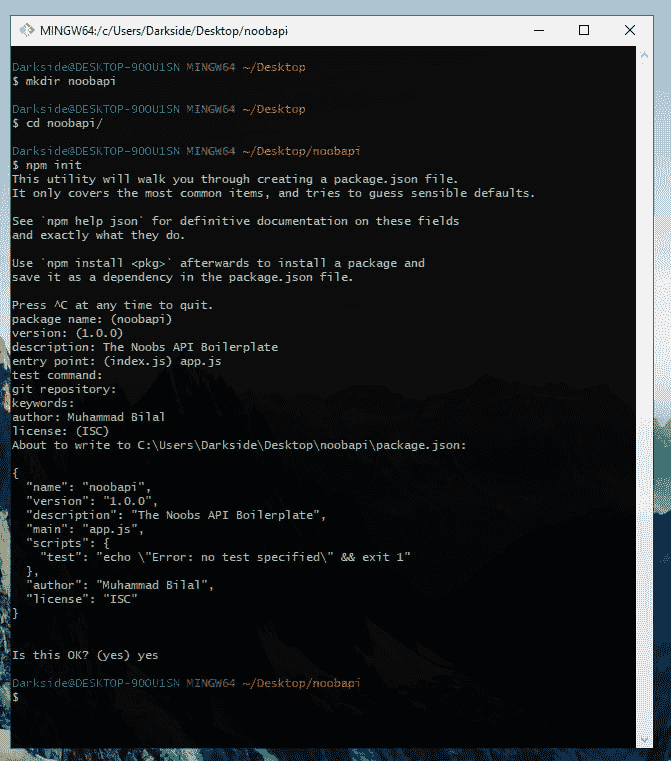 MINGW64:/c/Users/Darkside/Desktop/noobapi
Darkside@DESKTOP-900U1SN MINGW64 ~/Desktop
$ mkdir noobapi
Darkside@DESKTOP-900U1SN MINGW64 ~/Desktop
$ cd noobapi/
Darkside@DESKTOP-900U1SN MINGW64 ~/Desktop/noobapi
$ npm init
This utility will walk you through creating a package.json file.
It only covers the most common items, and tries to guess sensible defaults.
See `npm help json` for definitive documentation on these fields
and exactly what they do.
Use `npm install <pkg>` afterwards to install a package and
save it as a dependency in the package.json file.
Press ^C at any time to quit.
package name: (noobapi)
version: (1.0.0)
description: The Noobs API Boilerplate
entry point: (index.js) app.js
test command:
git repository:
keywords:
author: Muhammad Bilal
license: (ISC)
About to write to C:\Users\Darkside\Desktop\noobapi\package.json:
{
  "name": "noobapi",
  "version": "1.0.0",
  "description": "The Noobs API Boilerplate",
  "main": "app.js",
  "scripts": {
    "test": "echo \"Error: no test specified\" && exit 1"
  },
  "author": "Muhammad Bilal",
  "license": "ISC"
}
Is this OK? (yes) yes
Darkside@DESKTOP-900U1SN MINGW64 ~/Desktop/noobapi
$